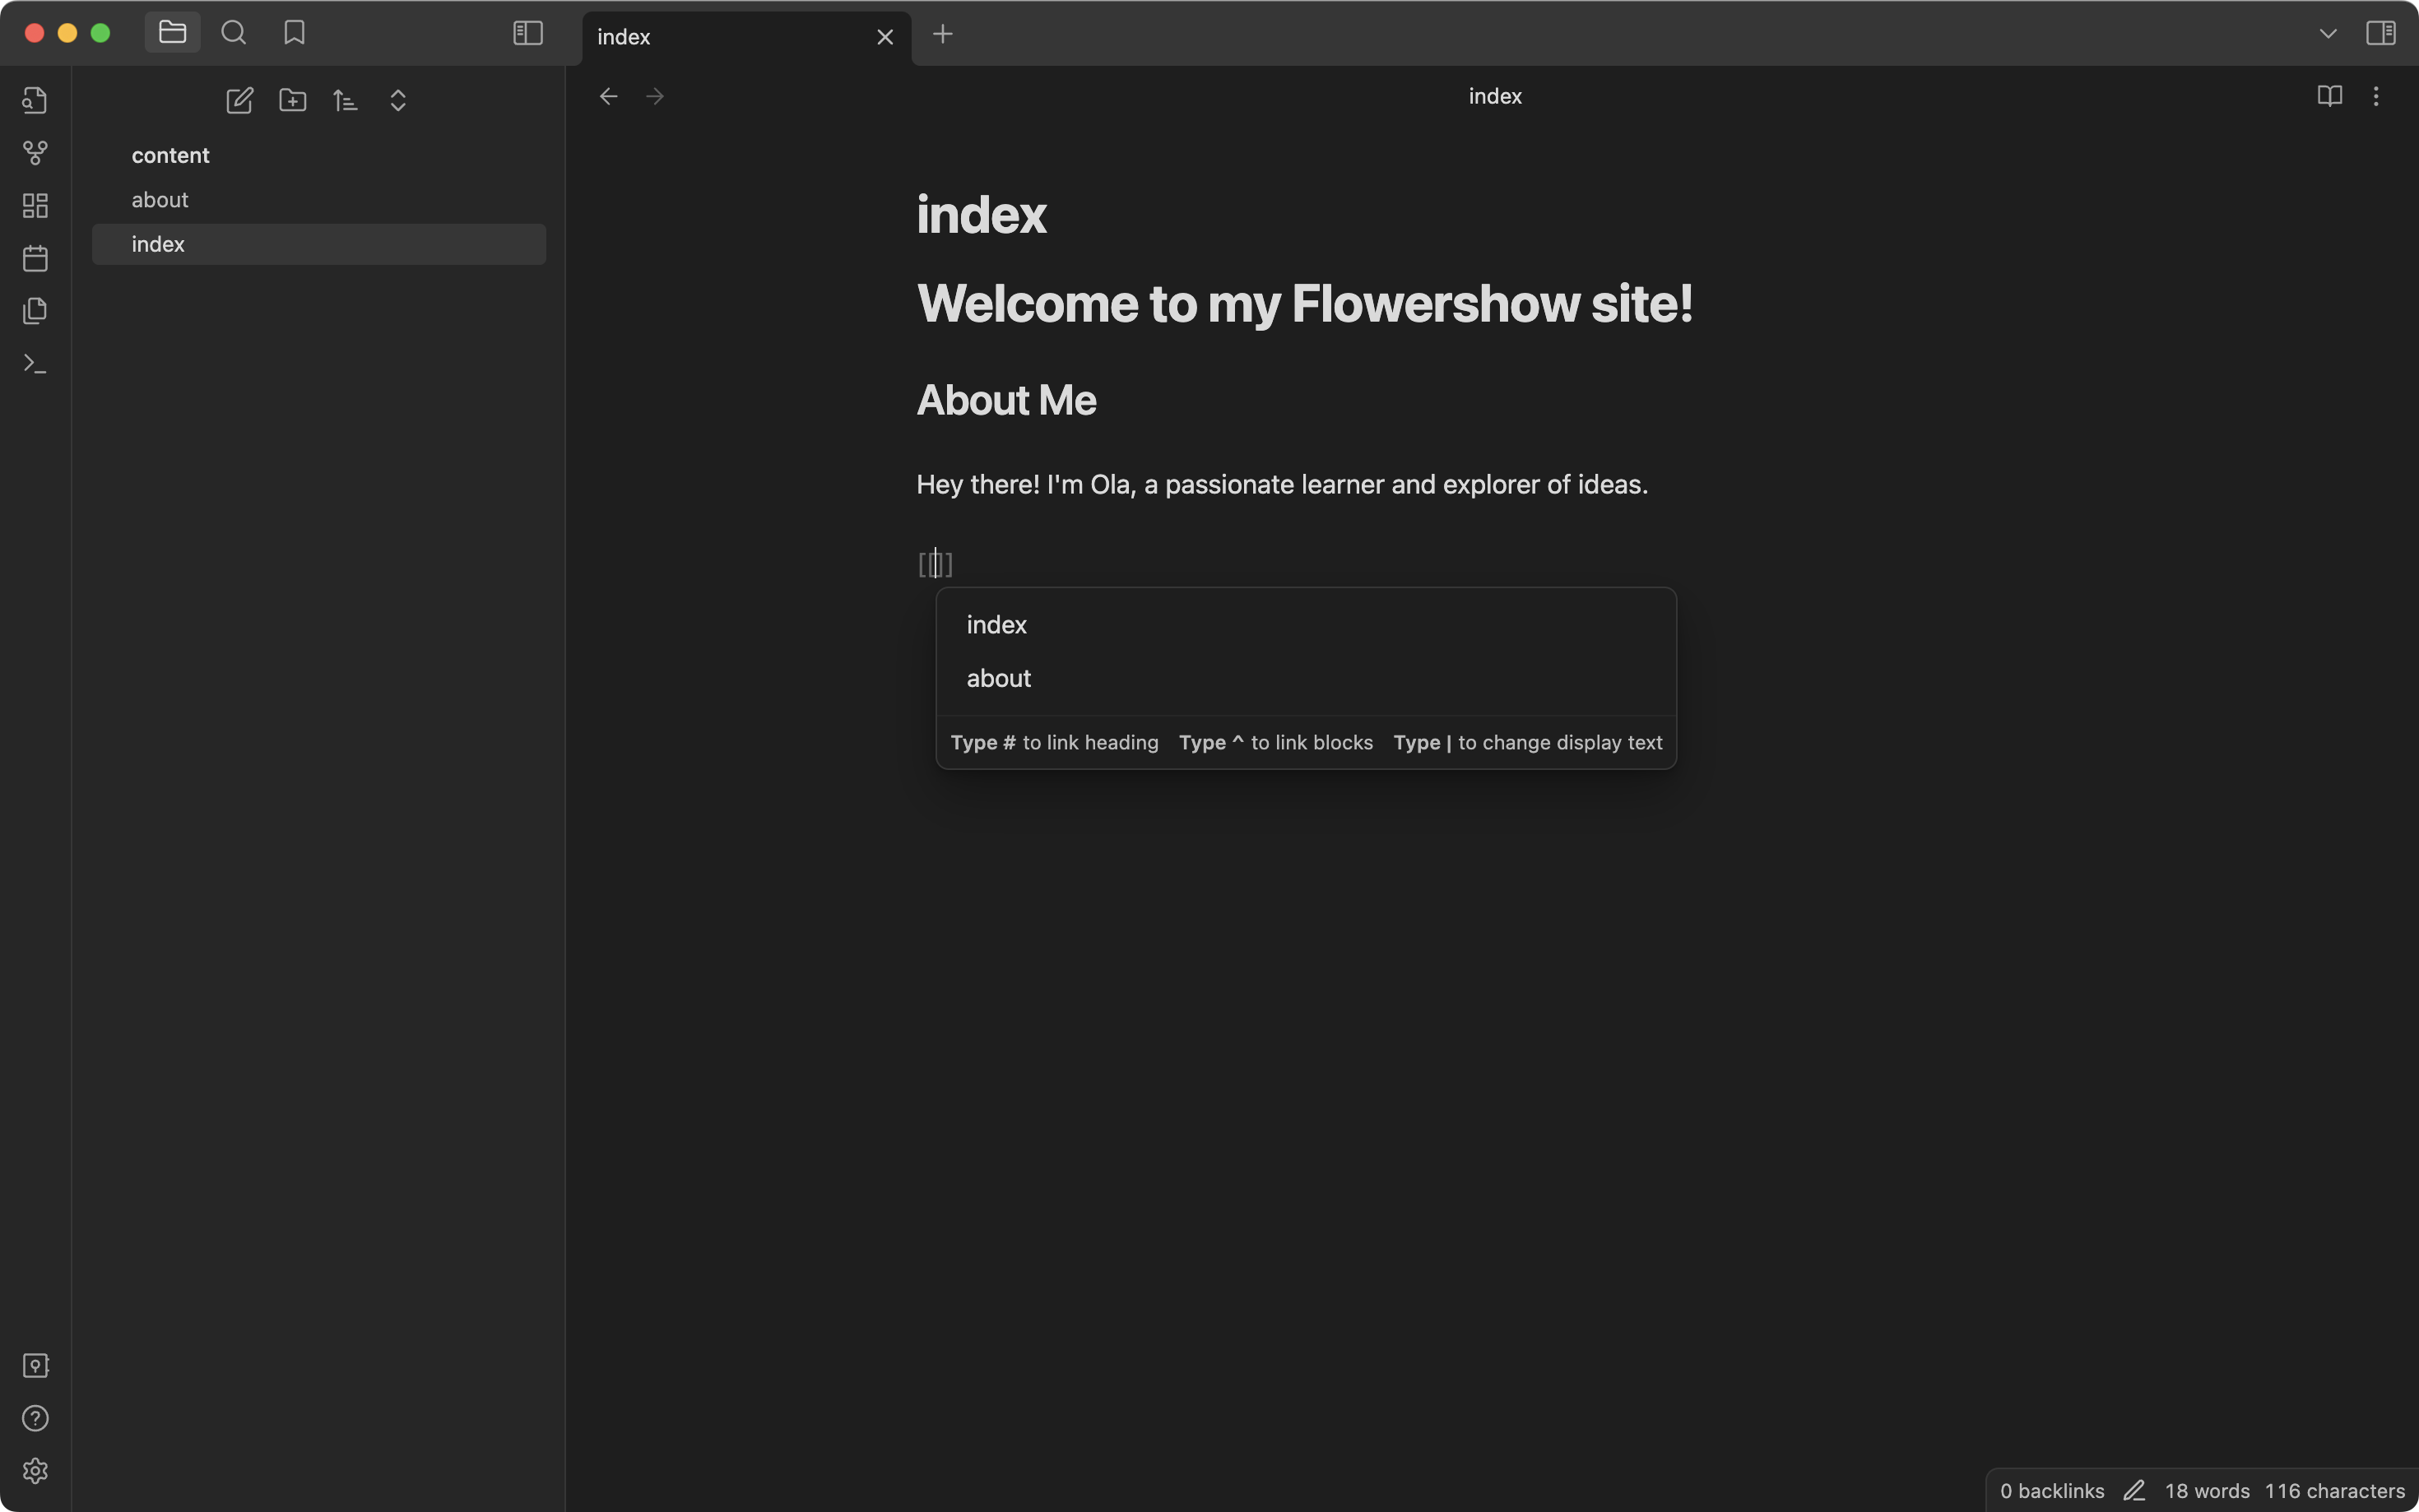 index
index
content
about
index
index
Welcome to my Flowershow site!
About Me
Hey there! I'm Ola, a passionate learner and explorer of ideas.
[[]]
index
about
Type # to link heading Type ^ to link blocks Type | to change display text
0 backlinks 18 words 116 characters